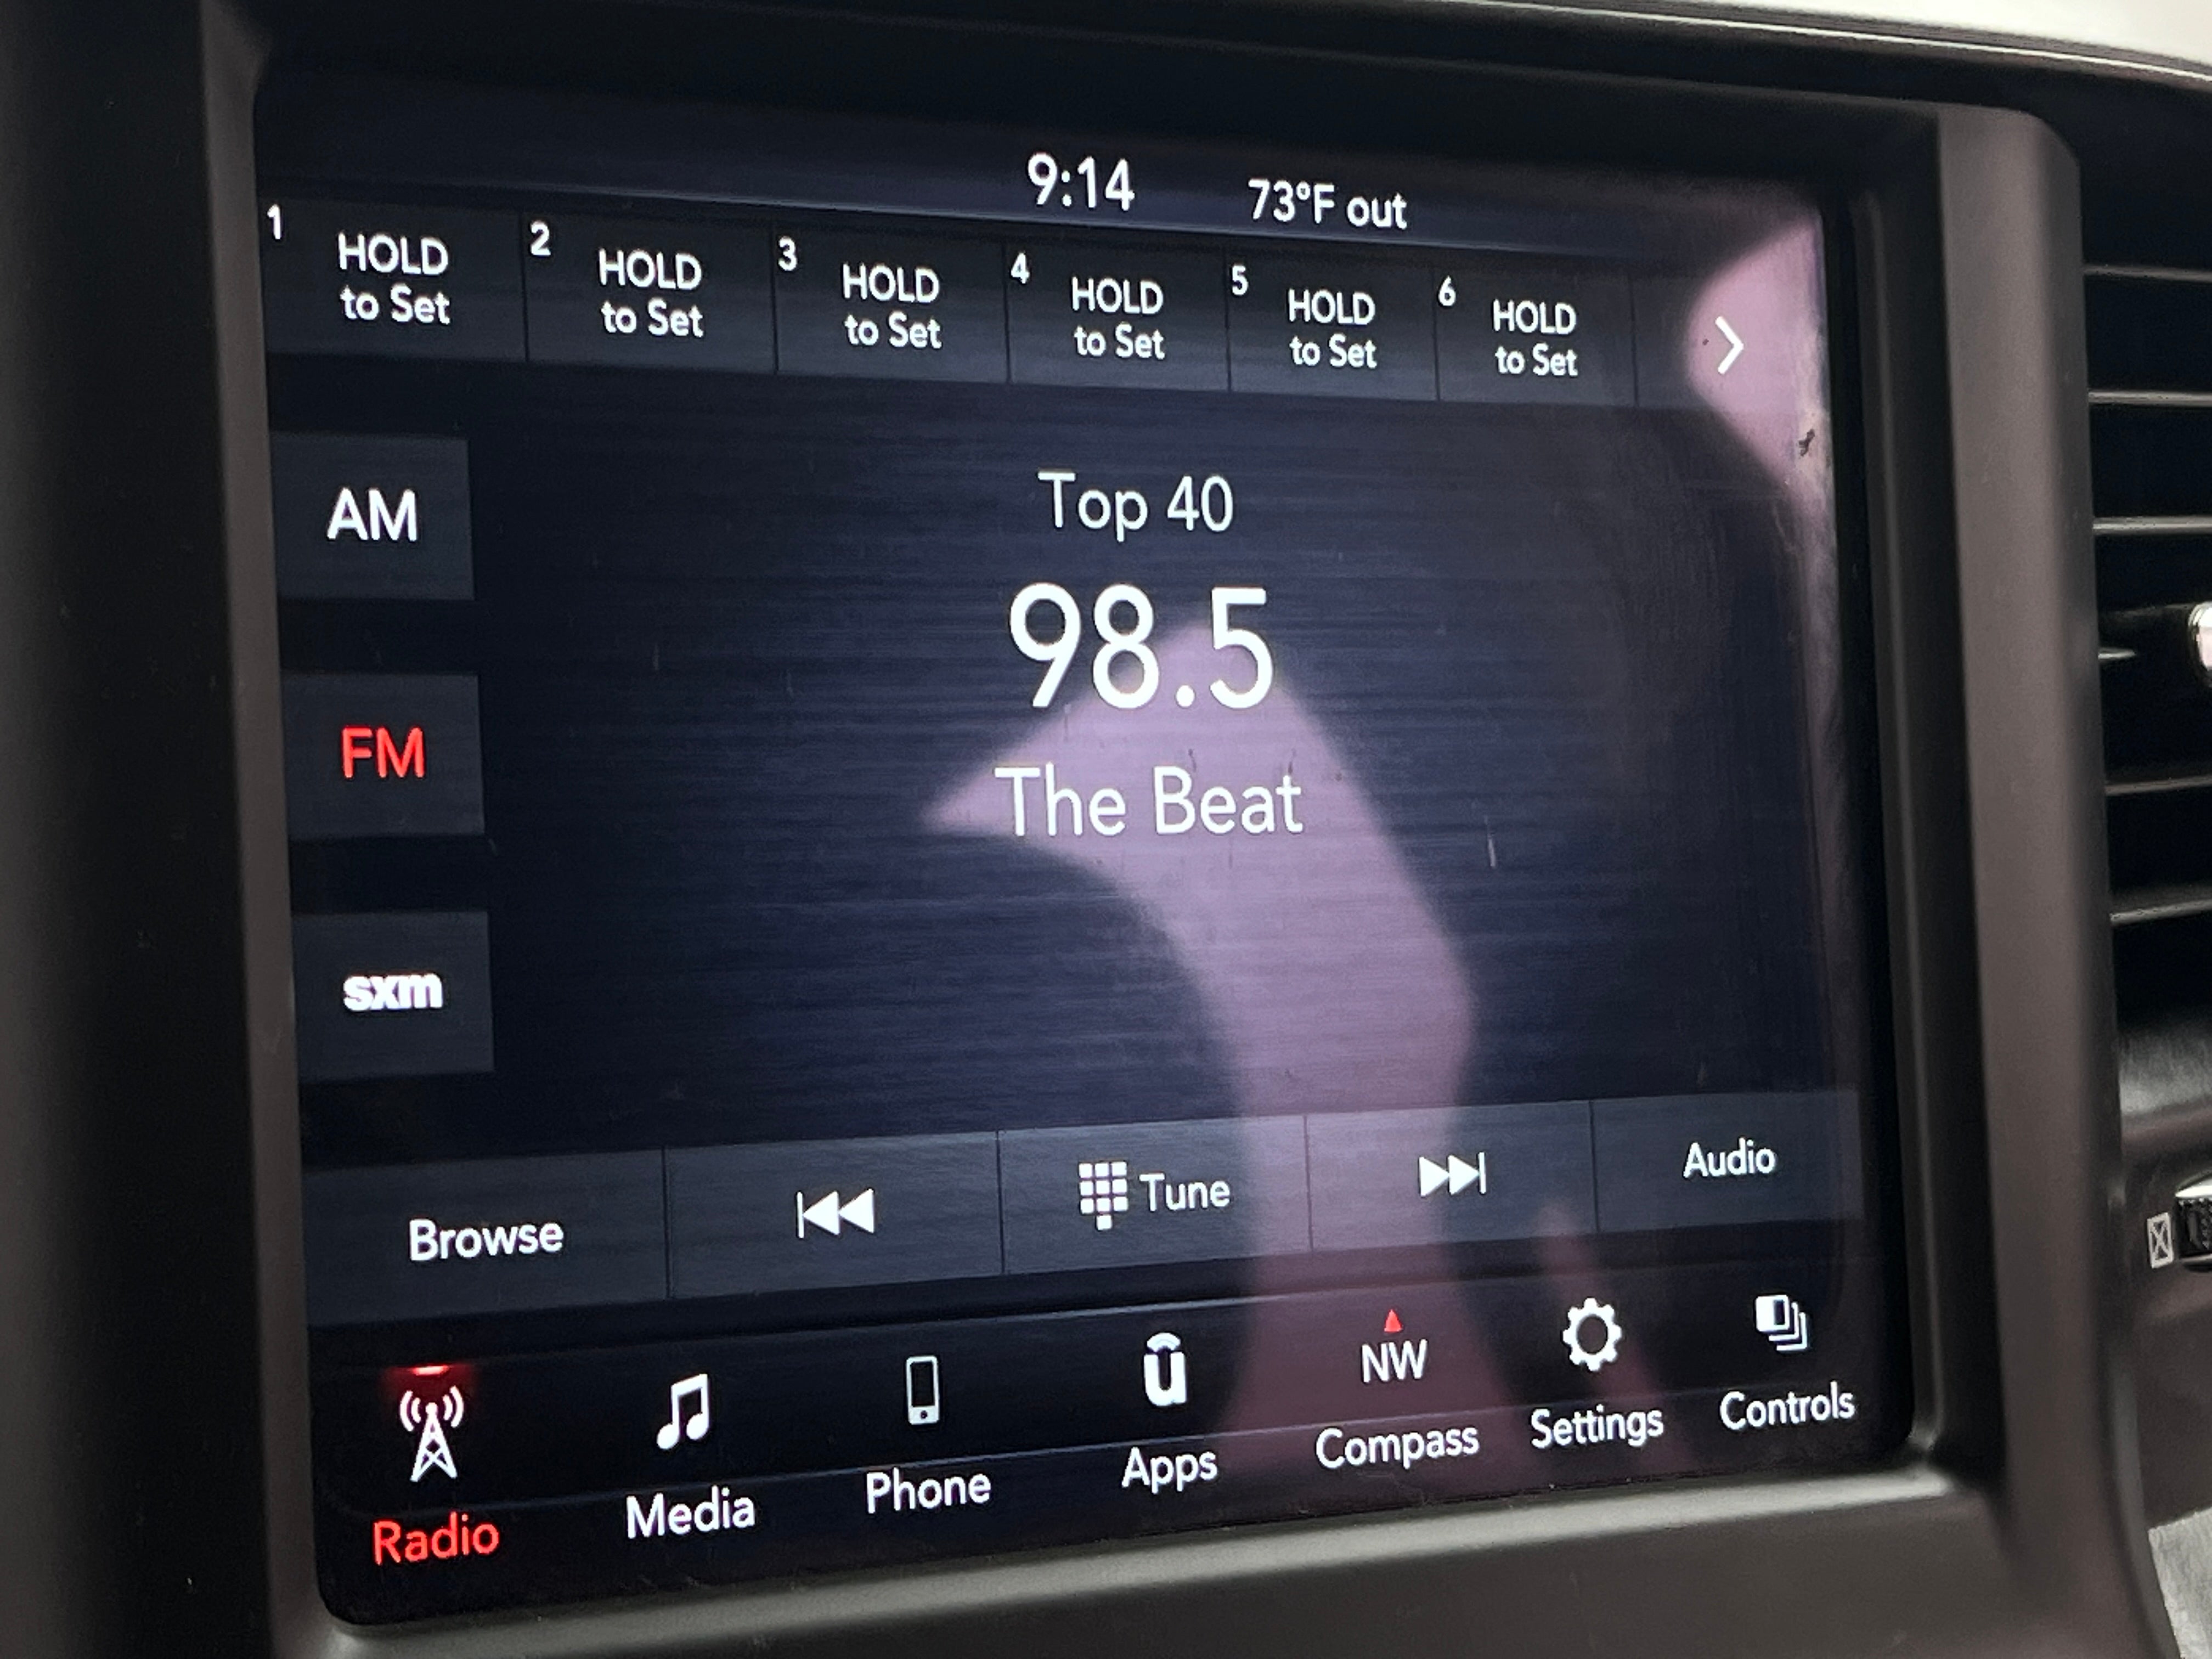 9:14 73°F out
1 HOLD to Set
2 HOLD to Set
3 HOLD to Set
4 HOLD to Set
5 HOLD to Set
6 HOLD to Set
AM
FM
sxm
Top 40
98.5
The Beat
Browse
Tune
Audio
Radio
Media
Phone
u
Apps
NW
Compass
Settings
Controls